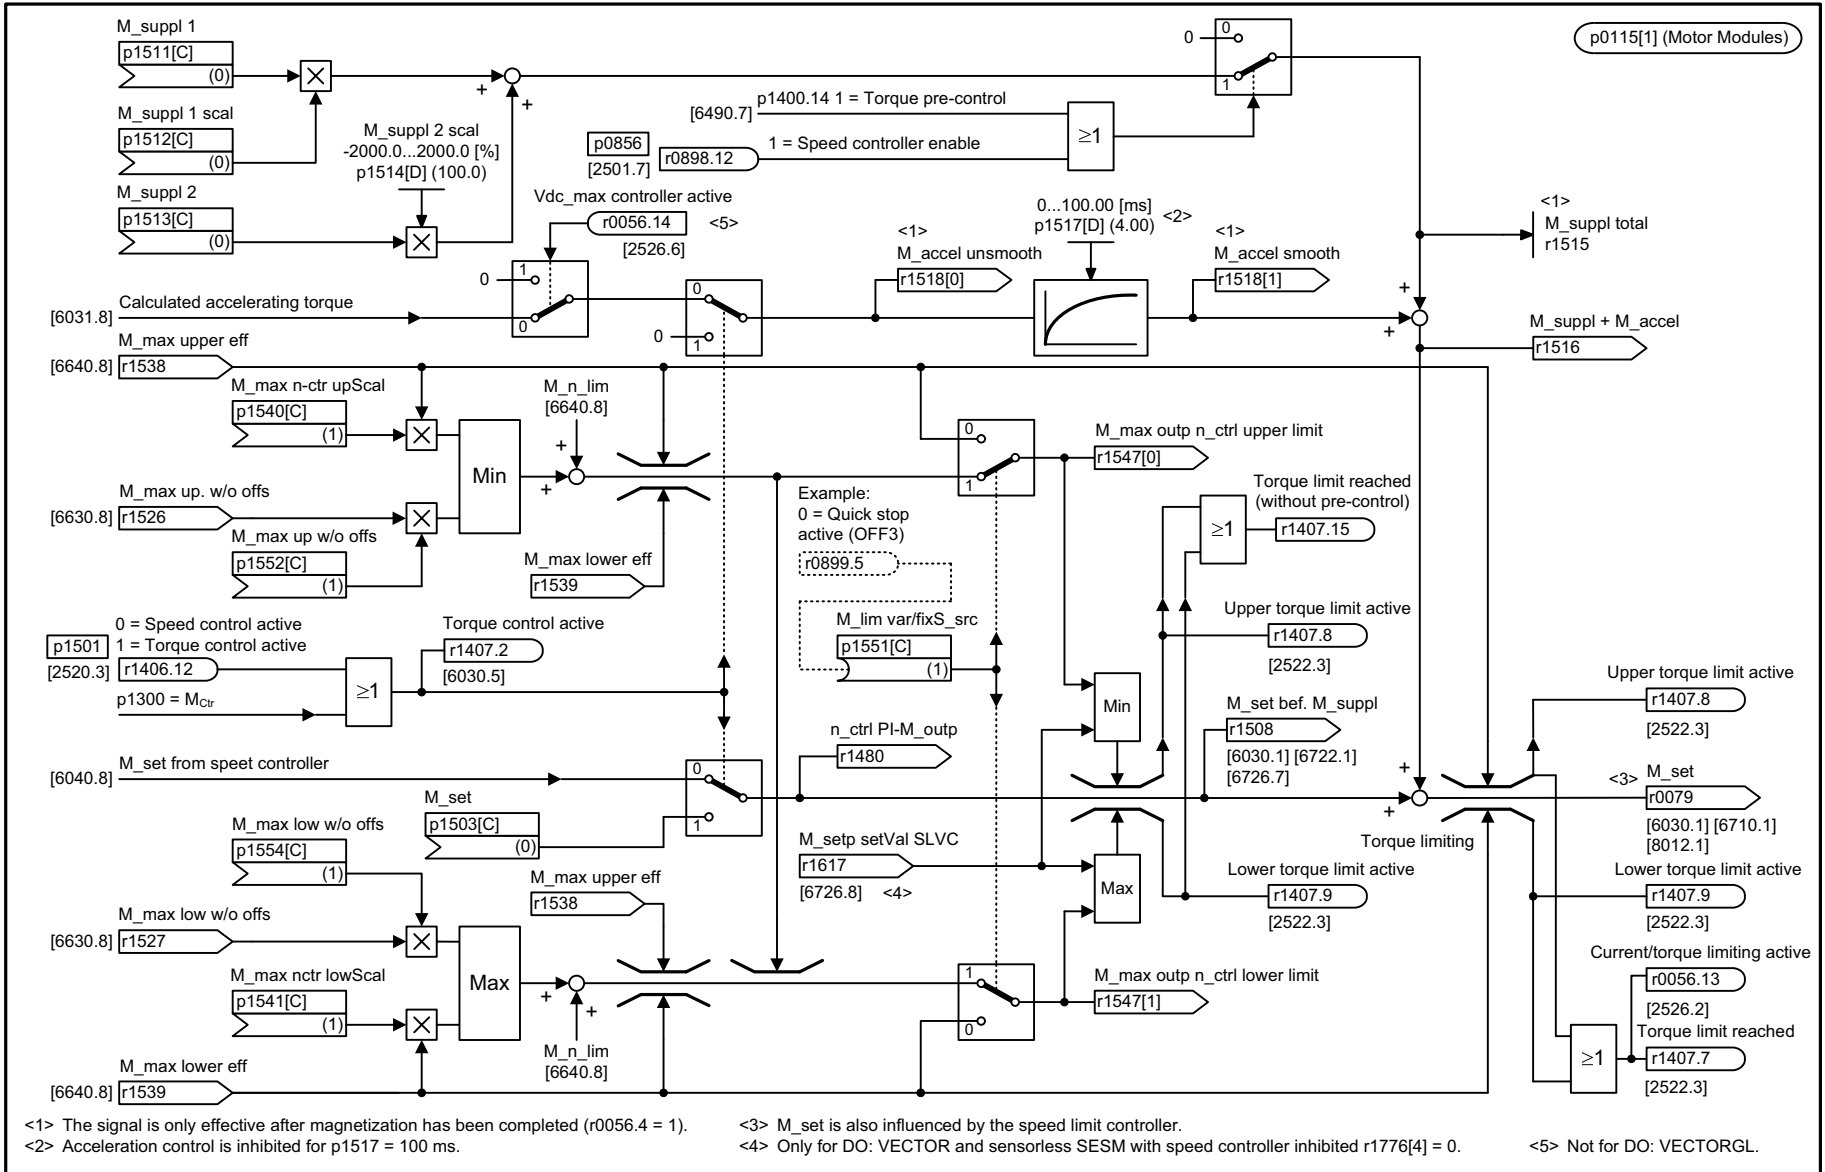 M_suppl 1
p1511[C]
(0)
M_suppl 1 scal
p1512[C]
(0)
M_suppl 2
p1513[C]
(0)
M_suppl 2 scal
-2000.0...2000.0 [%]
p1514[D] (100.0)
+
+
0
0
1
p0115[1] (Motor Modules)
p1400.14 1 = Torque pre-control
[6490.7]
p0856
[2501.7]
1 = Speed controller enable
r0898.12
≥1
Vdc_max controller active
r0056.14
<5>
[2526.6]
0
1
0
Calculated accelerating torque
[6031.8]
0
0
1
<1>
M_accel unsmooth
r1518[0]
0...100.00 [ms]
p1517[D] (4.00)
<2>
<1>
M_accel smooth
r1518[1]
<1>
M_suppl total
r1515
+
+
M_suppl + M_accel
r1516
M_max upper eff
[6640.8]
r1538
M_max n-ctr upScal
p1540[C]
(1)
M_max up. w/o offs
[6630.8]
r1526
M_max up w/o offs
p1552[C]
(1)
Min
M_n_lim
[6640.8]
+
+
M_max lower eff
r1539
0
1
M_max outp n_ctrl upper limit
r1547[0]
Example:
0 = Quick stop
active (OFF3)
r0899.5
M_lim var/fixS_src
p1551[C]
(1)
Torque limit reached
(without pre-control)
≥1
r1407.15
Upper torque limit active
r1407.8
[2522.3]
0 = Speed control active
p1501
1 = Torque control active
[2520.3]
r1406.12
p1300 = MCtr
≥1
Torque control active
r1407.2
[6030.5]
M_set from speet controller
[6040.8]
0
1
M_set
p1503[C]
(0)
n_ctrl PI-M_outp
r1480
Min
M_set bef. M_suppl
r1508
[6030.1] [6722.1]
[6726.7]
+
+
Torque limiting
Upper torque limit active
r1407.8
[2522.3]
<3>
M_set
r0079
[6030.1] [6710.1]
[8012.1]
M_setp setVal SLVC
r1617
[6726.8]
<4>
Max
Lower torque limit active
r1407.9
[2522.3]
Lower torque limit active
r1407.9
[2522.3]
M_max low w/o offs
p1554[C]
(1)
M_max low w/o offs
[6630.8]
r1527
M_max nctr lowScal
p1541[C]
(1)
M_max lower eff
[6640.8]
r1539
Max
+
+
M_n_lim
[6640.8]
M_max upper eff
r1538
1
0
M_max outp n_ctrl lower limit
r1547[1]
Current/torque limiting active
r0056.13
[2526.2]
Torque limit reached
≥1
r1407.7
[2522.3]
<1> The signal is only effective after magnetization has been completed (r0056.4 = 1).
<2> Acceleration control is inhibited for p1517 = 100 ms.
<3> M_set is also influenced by the speed limit controller.
<4> Only for DO: VECTOR and sensorless SESM with speed controller inhibited r1776[4] = 0.
<5> Not for DO: VECTORGL.